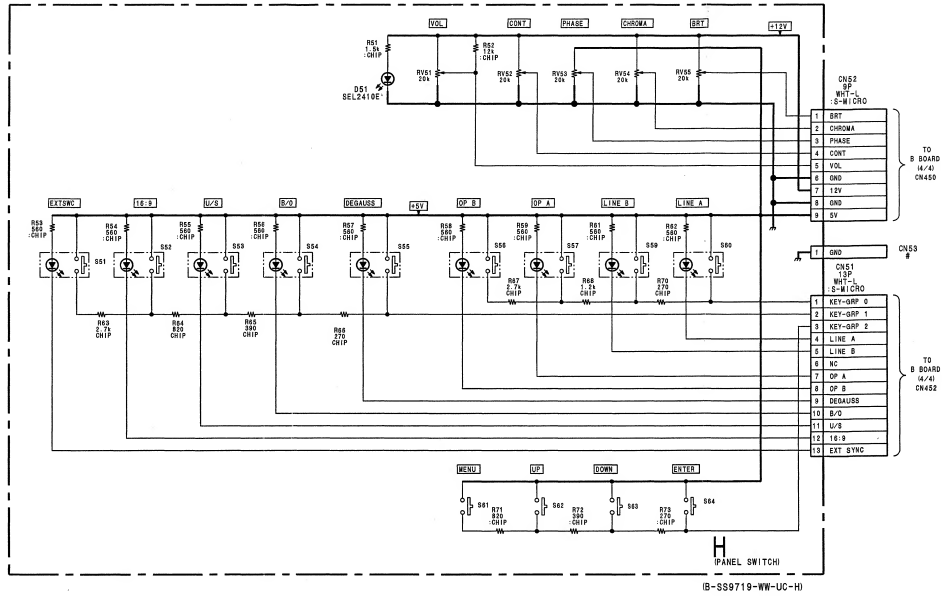 VOL
CONT
PHASE
CHROMA
BRT
+12V
R51
1.5k
:CHIP
R52
12k
:CHIP
D51
SEL2410E
RV51
20k
RV52
20k
RV53
20k
RV54
20k
RV55
20k
CN52
9P
WHT-L
:S-MICRO
1 BRT
2 CHROMA
3 PHASE
4 CONT
5 VOL
6 GND
7 12V
8 GND
9 5V
TO
B BOARD
(4/4)
CN450
EXTSWC
16:9
U/S
B/O
DEGAUSS
+5V
OP B
OP A
LINE B
LINE A
R53
560
:CHIP
R54
560
:CHIP
R55
560
:CHIP
R56
560
:CHIP
R57
560
:CHIP
R58
560
:CHIP
R59
560
:CHIP
R61
560
:CHIP
R62
560
:CHIP
S51
S52
S53
S54
S55
S56
S57
S59
S60
1 GND
CN53
#
CN51
13P
WHT-L
:S-MICRO
R67
2.7k
:CHIP
R68
1.2k
:CHIP
R70
270
:CHIP
R63
2.7k
CHIP
R64
820
CHIP
R65
390
CHIP
R66
270
CHIP
1 KEY-GRP 0
2 KEY-GRP 1
3 KEY-GRP 2
4 LINE A
5 LINE B
6 NC
7 OP A
8 OP B
9 DEGAUSS
10 B/O
11 U/S
12 16:9
13 EXT SYNC
TO
B BOARD
(4/4)
CN452
MENU
UP
DOWN
ENTER
S61
S62
S63
S64
R71
820
:CHIP
R72
390
:CHIP
R73
270
:CHIP
H
(PANEL SWITCH)
(B-SS9719-WW-UC-H)